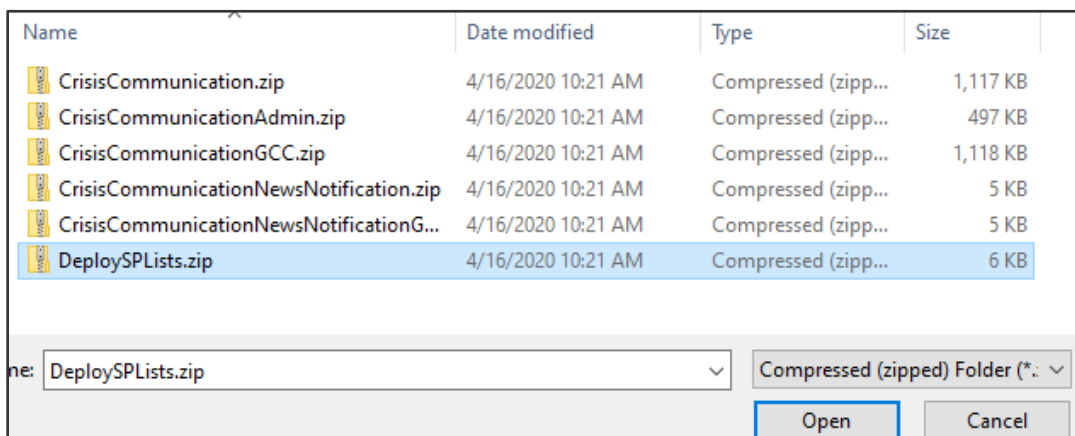 Name Date modified Type Size
CrisisCommunication.zip 4/16/2020 10:21 AM Compressed (zipp... 1,117 KB
CrisisCommunicationAdmin.zip 4/16/2020 10:21 AM Compressed (zipp... 497 KB
CrisisCommunicationGCC.zip 4/16/2020 10:21 AM Compressed (zipp... 1,118 KB
CrisisCommunicationNewsNotification.zip 4/16/2020 10:21 AM Compressed (zipp... 5 KB
CrisisCommunicationNewsNotificationG... 4/16/2020 10:21 AM Compressed (zipp... 5 KB
DeploySPLists.zip 4/16/2020 10:21 AM Compressed (zipp... 6 KB
me: DeploySPLists.zip Compressed (zipped) Folder (*.:
Open Cancel